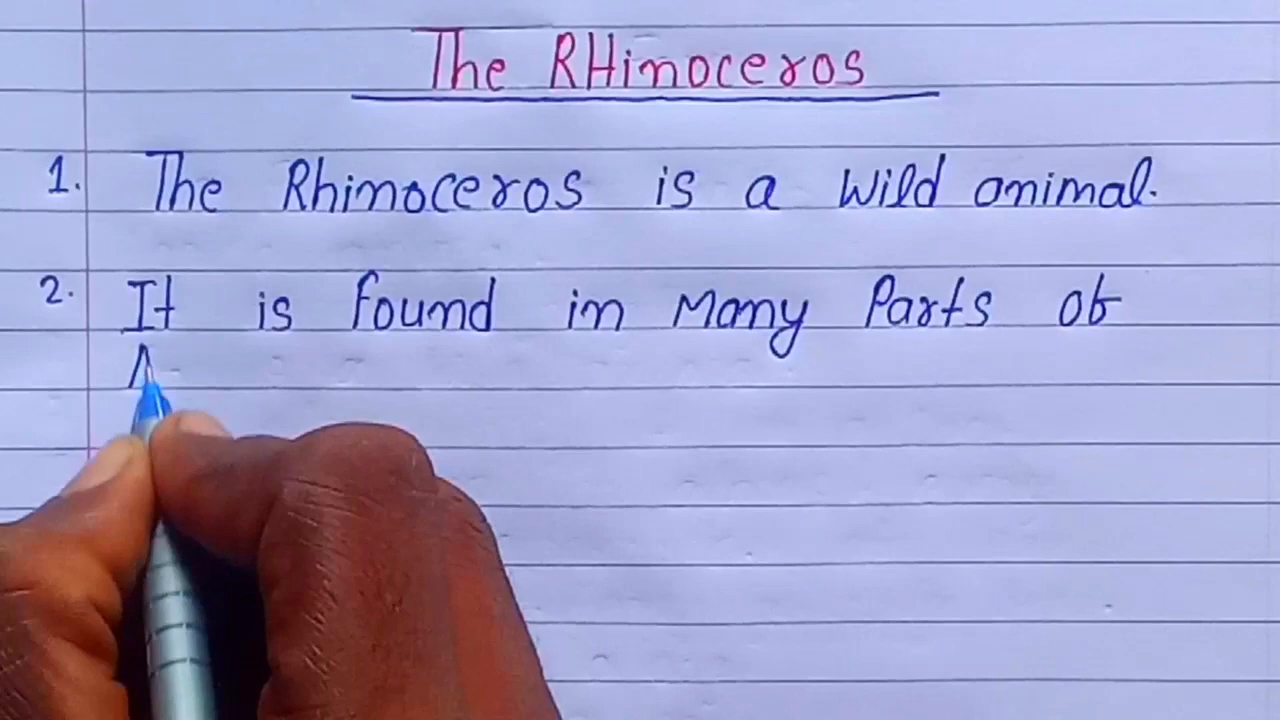 The RHinoceros
1. The Rhinoceros is a wild animal.
2. It is found in Many Parts of